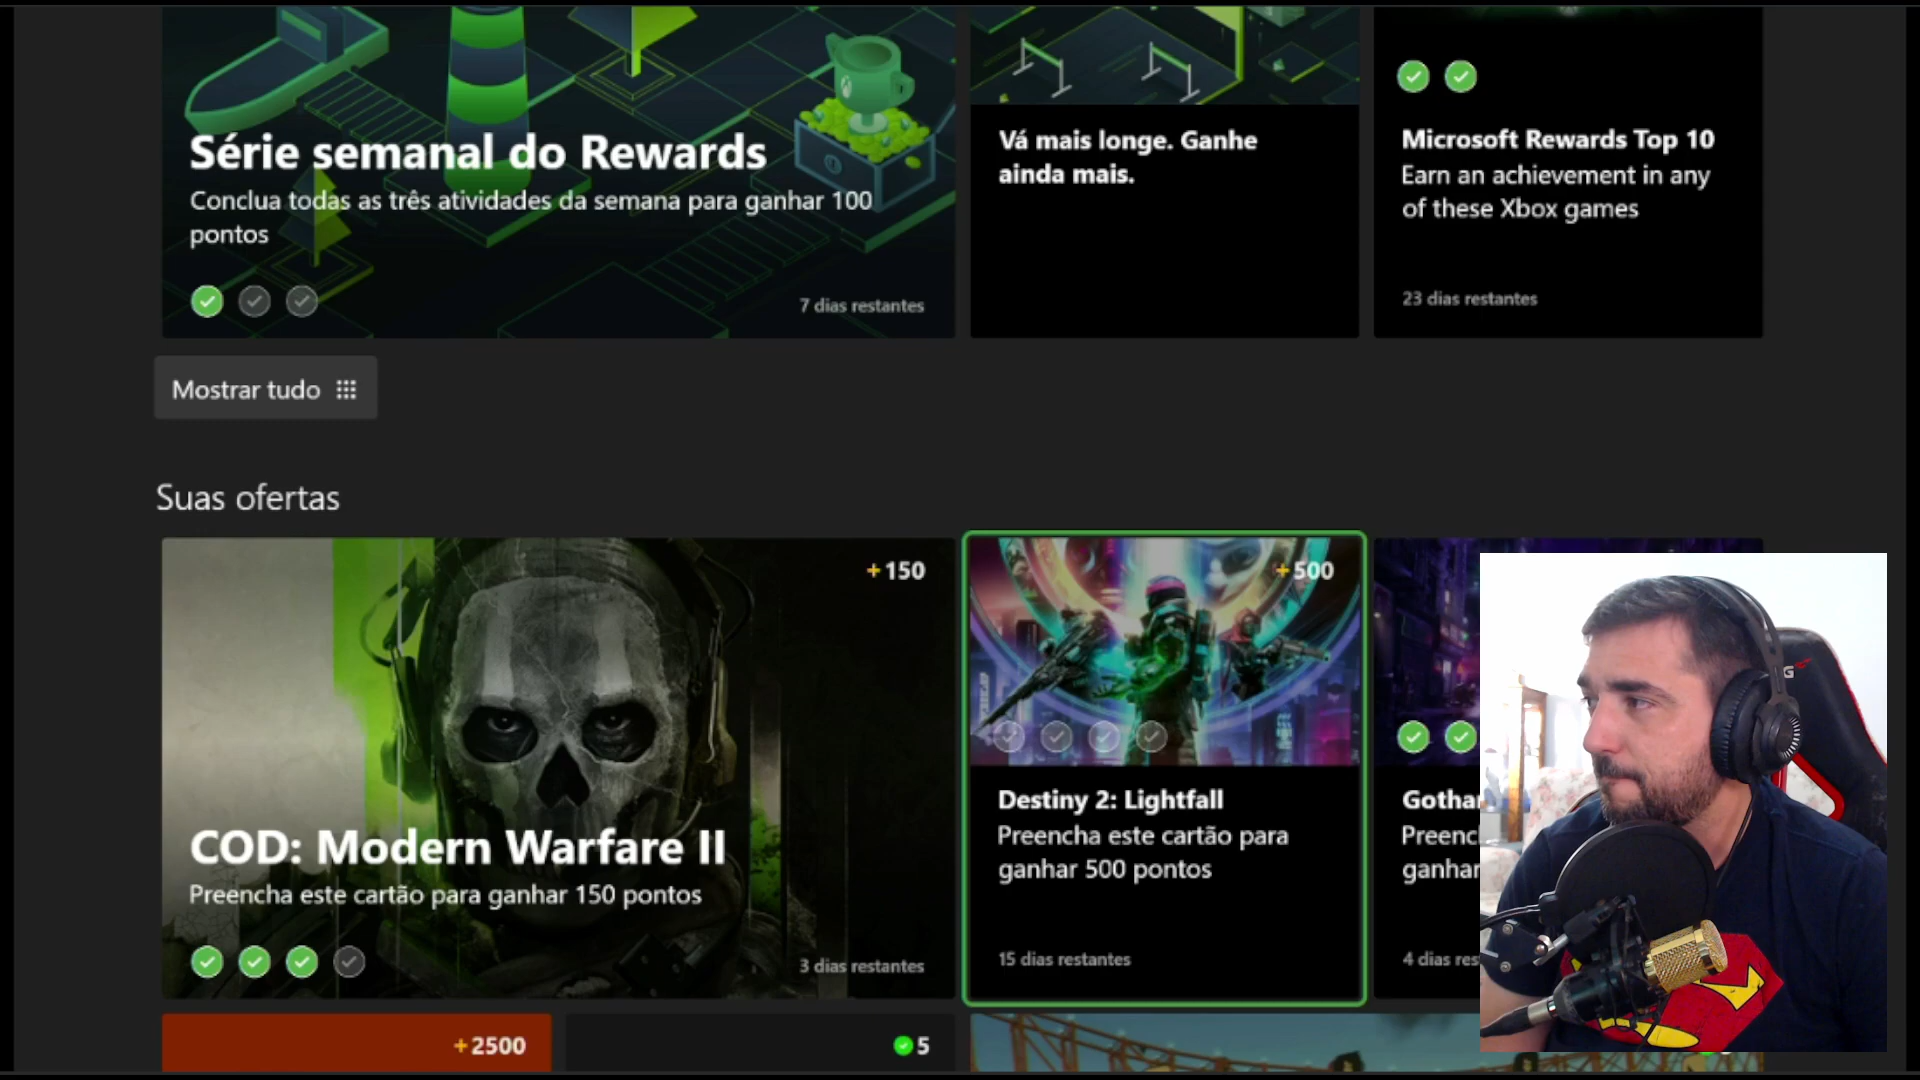 Série semanal do Rewards
Conclua todas as três atividades da semana para ganhar 100
pontos
7 dias restantes
Vá mais longe. Ganhe
ainda mais.
Microsoft Rewards Top 10
Earn an achievement in any
of these Xbox games
23 dias restantes
Mostrar tudo
Suas ofertas
+150
COD: Modern Warfare II
Preencha este cartão para ganhar 150 pontos
3 dias restantes
+500
Destiny 2: Lightfall
Preencha este cartão para
ganhar 500 pontos
15 dias restantes
ganhar
4 dias
+2500
5